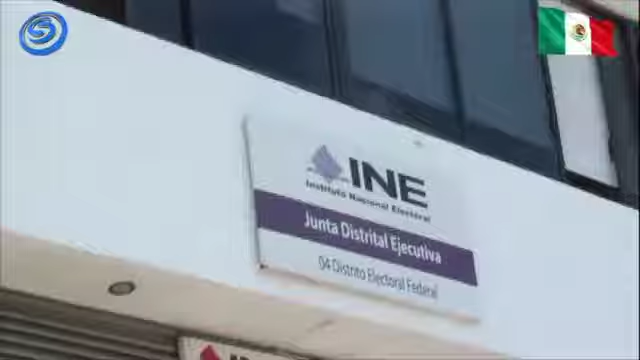 INE
Instituto Nacional Electoral
Junta Distrital Ejecutiva
04 Distrito Electoral Federal